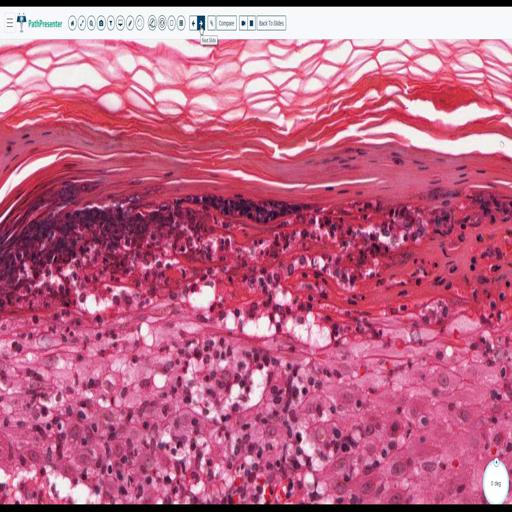 PathPresenter
Compare
Back To Slides
Next Slide
0 deg